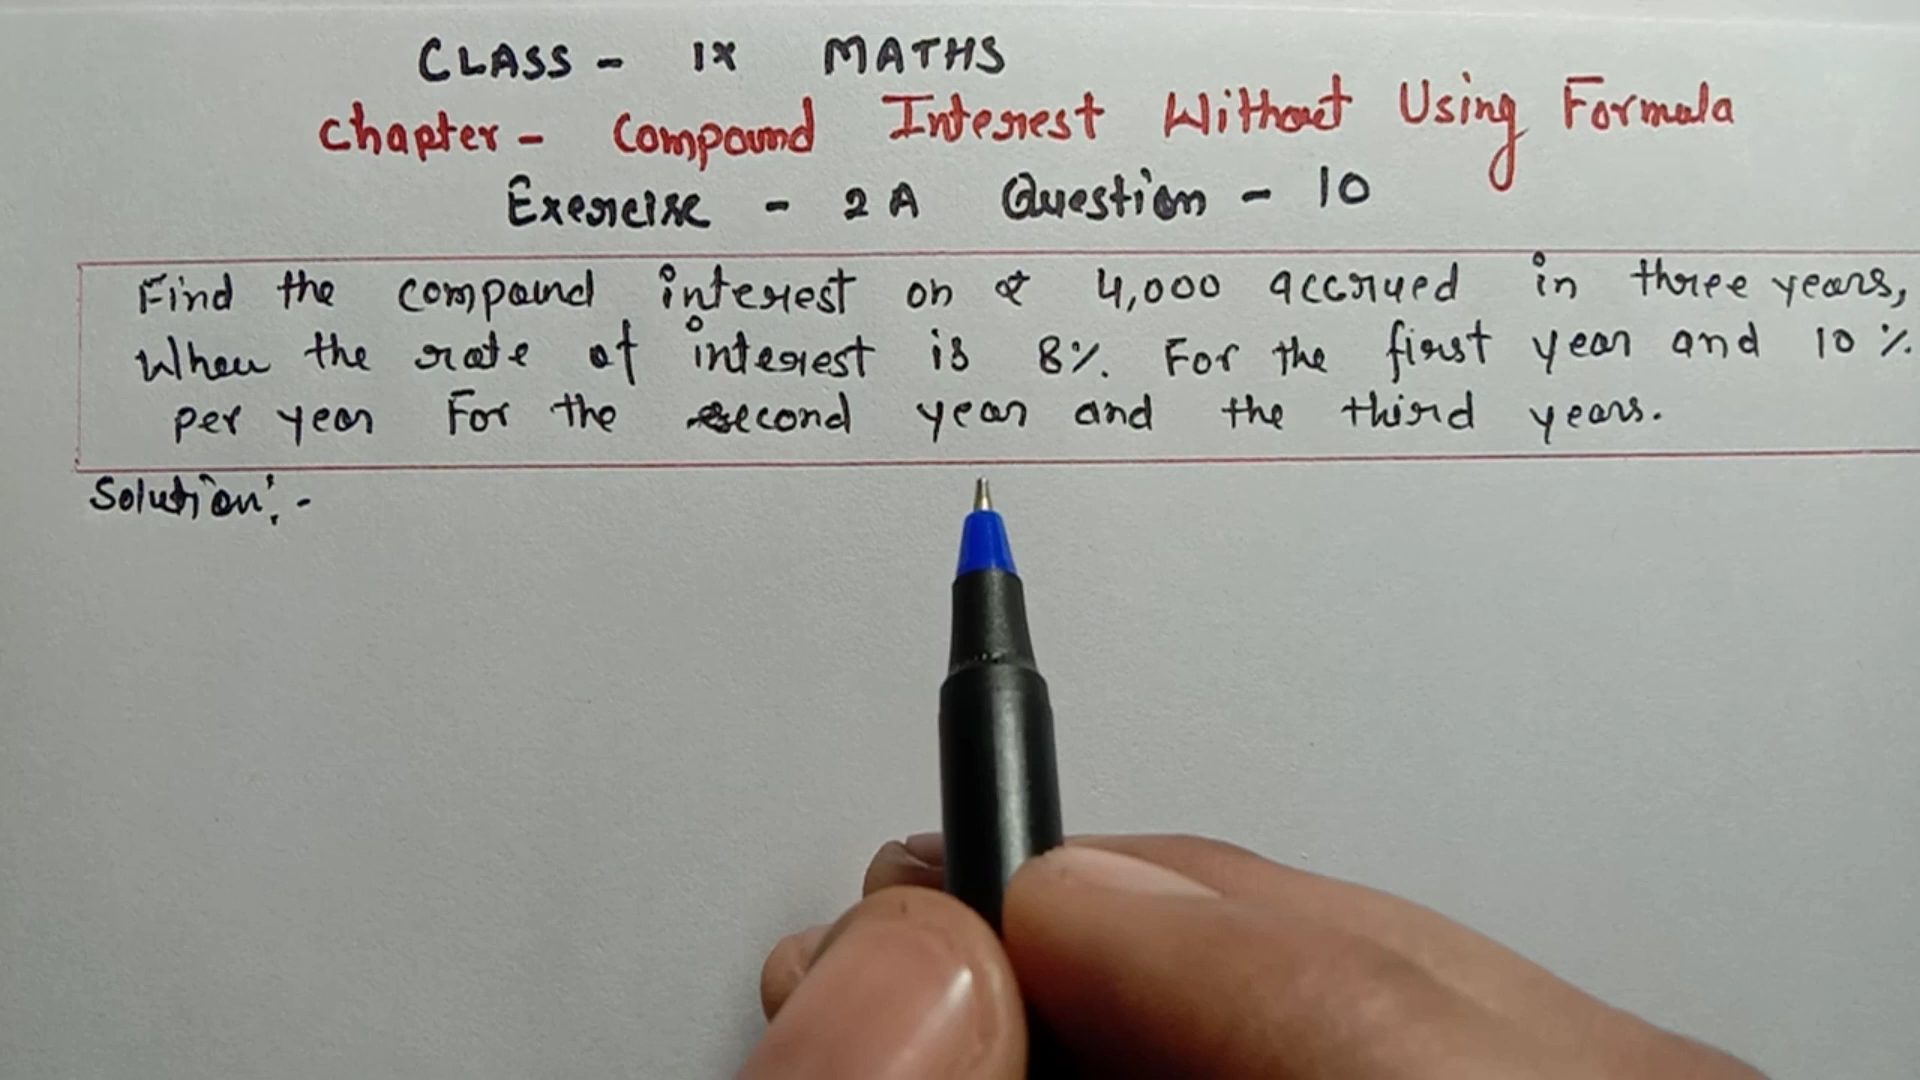 CLASS - IX MATHS
Chapter - Compound Interest Without Using Formula
Exercise - 2A Question - 10
Find the compound interest on ₹ 4,000 accrued in three years,
When the rate of interest is 8%. For the first year and 10%.
per year For the second year and the third years.
Solution:-